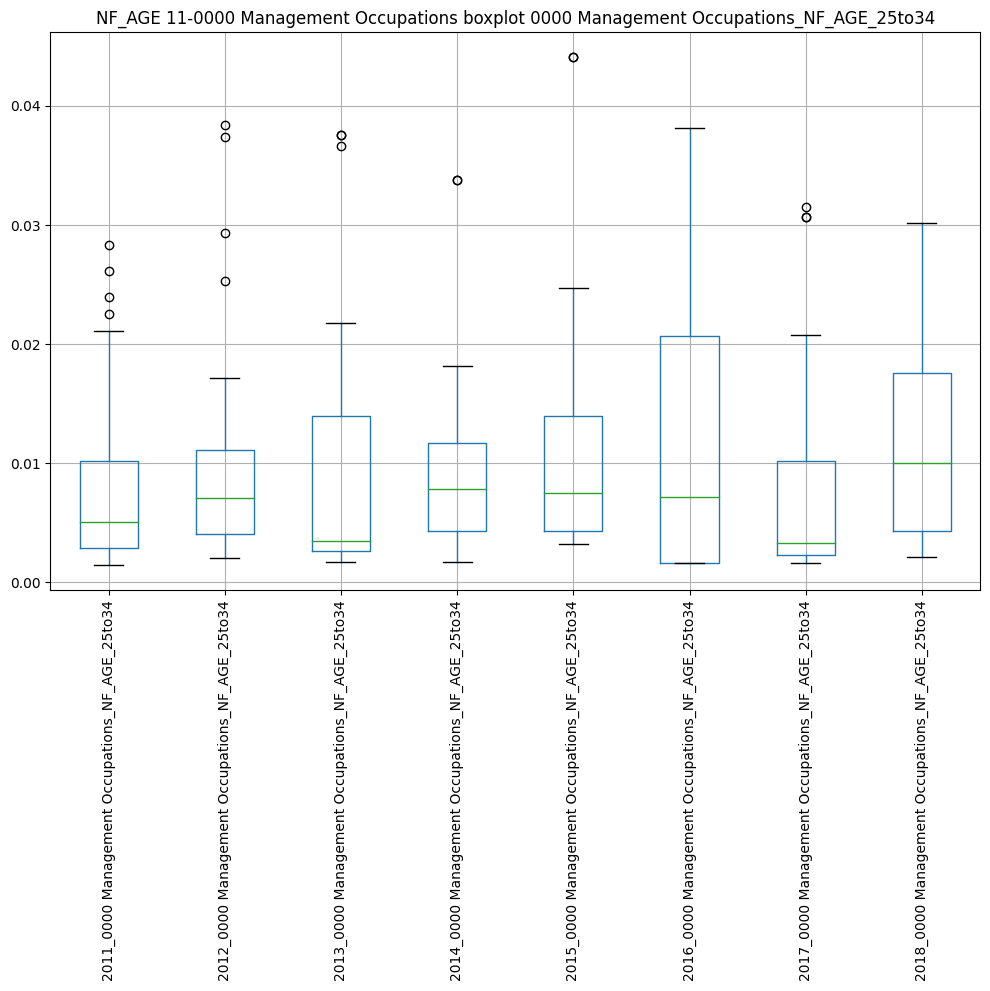 NF_AGE 11-0000 Management Occupations boxplot 0000 Management Occupations_NF_AGE_25to34
0.04
0.03
0.02
0.01
0.00
2011_0000 Management Occupations_NF_AGE_25to34
2012_0000 Management Occupations_NF_AGE_25to34
2013_0000 Management Occupations_NF_AGE_25to34
2014_0000 Management Occupations_NF_AGE_25to34
2015_0000 Management Occupations_NF_AGE_25to34
2016_0000 Management Occupations_NF_AGE_25to34
2017_0000 Management Occupations_NF_AGE_25to34
2018_0000 Management Occupations_NF_AGE_25to34